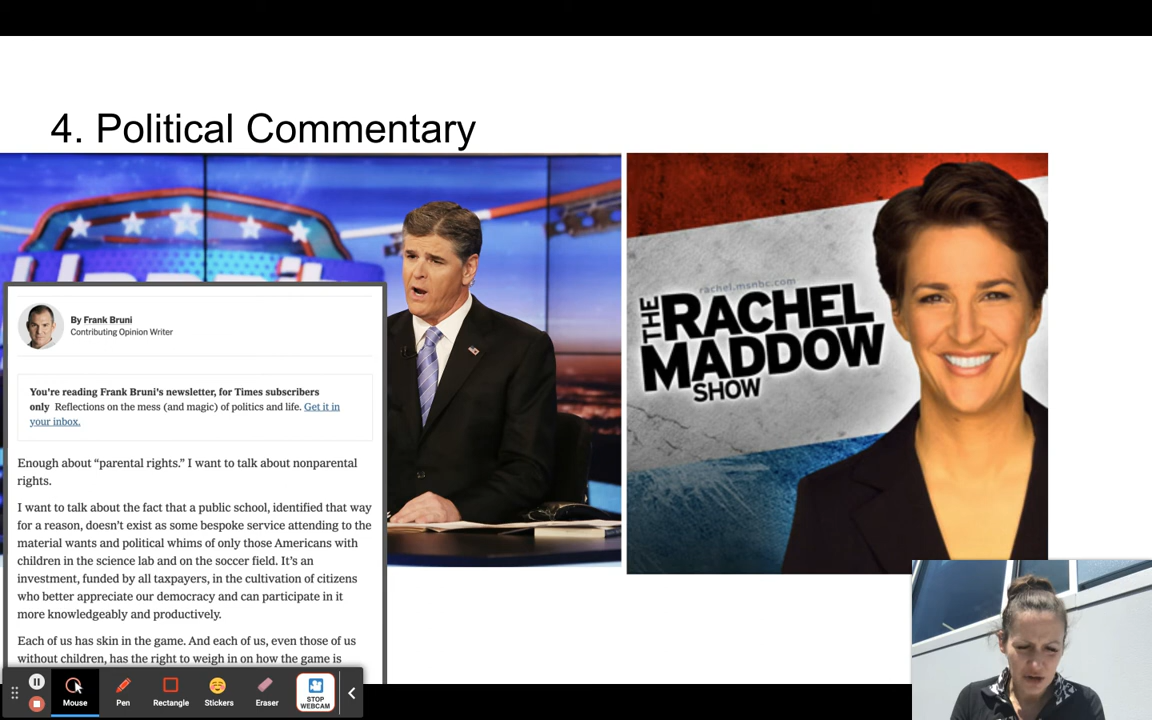 4. Political Commentary
By Frank Bruni
Contributing Opinion Writer
You're reading Frank Bruni's newsletter, for Times subscribers
only Reflections on the mess (and magic) of politics and life. Get it in
your inbox.
Enough about “parental rights.” I want to talk about nonparental
rights.
I want to talk about the fact that a public school, identified that way
for a reason, doesn’t exist as some bespoke service attending to the
material wants and political whims of only those Americans with
children in the science lab and on the soccer field. It’s an
investment, funded by all taxpayers, in the cultivation of citizens
who better appreciate our democracy and can participate in it
more knowledgeably and productively.
Each of us has skin in the game. And each of us, even those of us
without children, has the right to weigh in on how the game is
rachel.msnbc.com
THE
RACHEL
MADDOW
SHOW
Mouse
Pen
Rectangle
Stickers
Eraser
STOP
WEBCAM